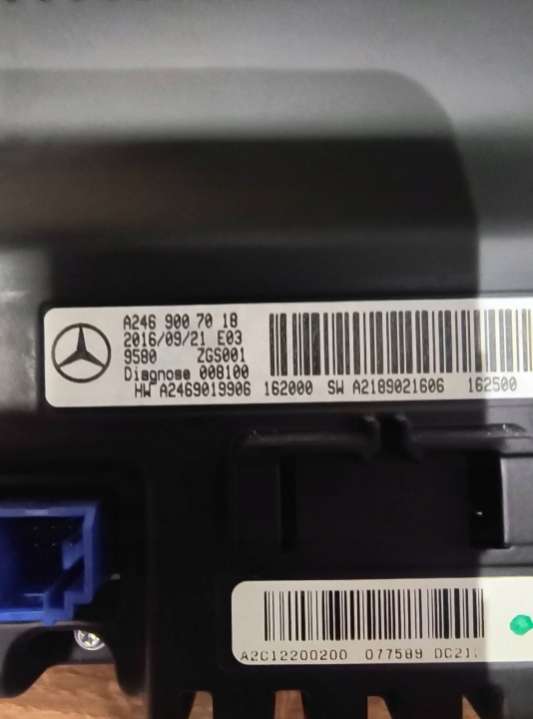 A246 900 70 18
2016/09/21 E03
9580 ZGS001
Diagnose 008100
HW A2469019906 162000 SW A2189021606 162500
A2C12200200 077589 DC21